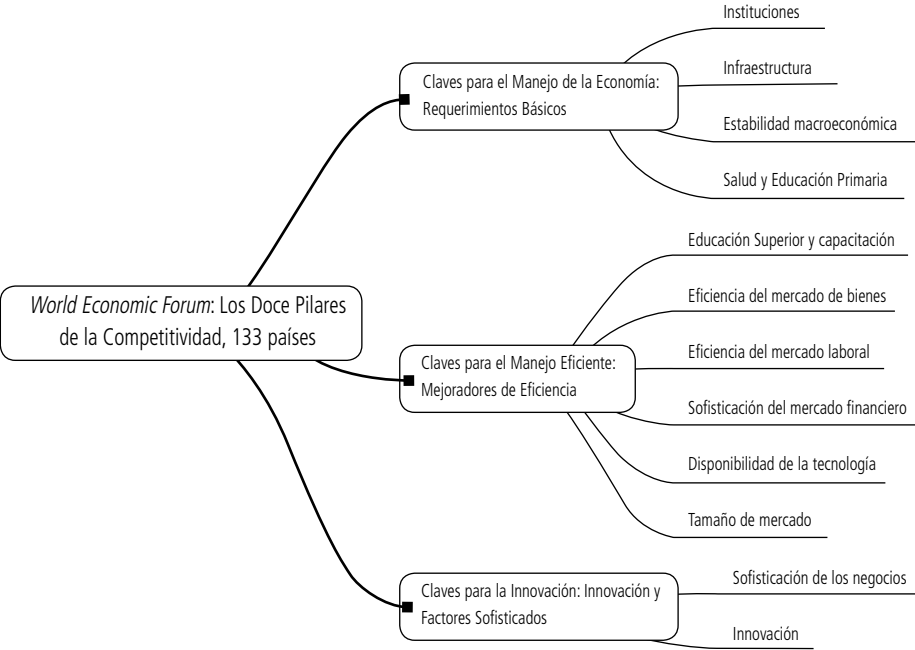 World Economic Forum: Los Doce Pilares
de la Competitividad, 133 países
Claves para el Manejo de la Economía:
Requerimientos Básicos
Instituciones
Infraestructura
Estabilidad macroeconómica
Salud y Educación Primaria
Claves para el Manejo Eficiente:
Mejoradores de Eficiencia
Educación Superior y capacitación
Eficiencia del mercado de bienes
Eficiencia del mercado laboral
Sofisticación del mercado financiero
Disponibilidad de la tecnología
Tamaño de mercado
Claves para la Innovación: Innovación y
Factores Sofisticados
Sofisticación de los negocios
Innovación